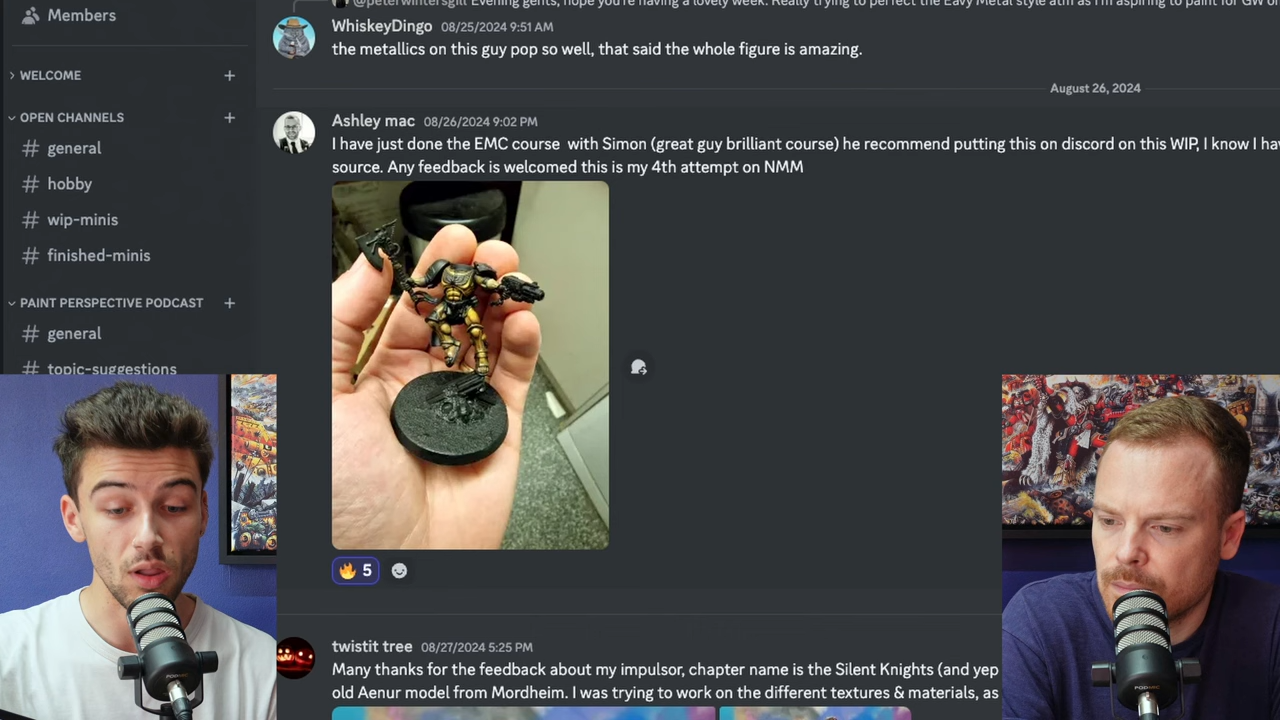 Members
@peterwintersgill Evening gents, hope you're having a lovely week. Really trying to perfect the Eavy Metal style atm as I'm aspiring to paint for GW
WhiskeyDingo 08/25/2024 9:51 AM
the metallics on this guy pop so well, that said the whole figure is amazing.
WELCOME
August 26, 2024
OPEN CHANNELS
Ashley mac 08/26/2024 9:02 PM
I have just done the EMC course with Simon (great guy brilliant course) he recommend putting this on discord on this WIP, I know I
source. Any feedback is welcomed this is my 4th attempt on NMM
general
hobby
wip-minis
finished-minis
PAINT PERSPECTIVE PODCAST
general
topic-suggestions
5
twistit tree 08/27/2024 5:25 PM
Many thanks for the feedback about my impulsor, chapter name is the Silent Knights (and yep
old Aenur model from Mordheim. I was trying to work on the different textures & materials, as
PODMIC